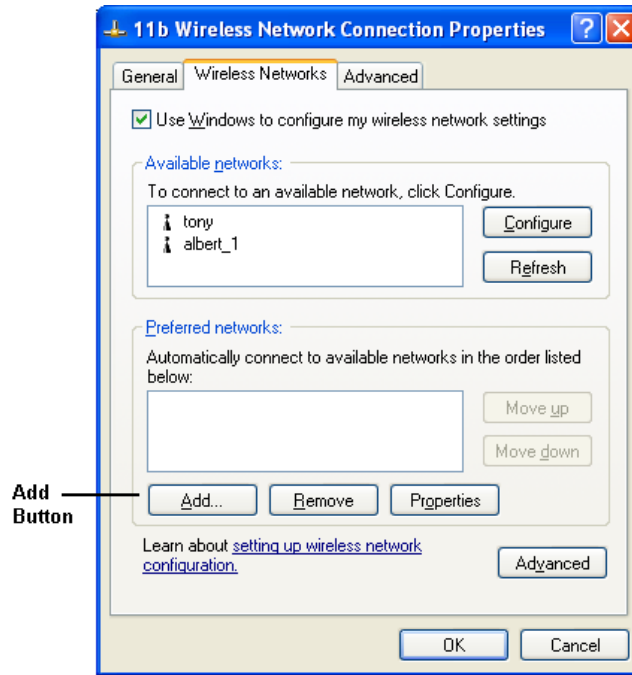 11b Wireless Network Connection Properties
General Wireless Networks Advanced
Use Windows to configure my wireless network settings
Available networks:
To connect to an available network, click Configure.
tony
albert_1
Configure
Refresh
Preferred networks:
Automatically connect to available networks in the order listed
below:
Move up
Move down
Add Button
Add... Remove Properties
Learn about setting up wireless network
configuration.
Advanced
OK Cancel